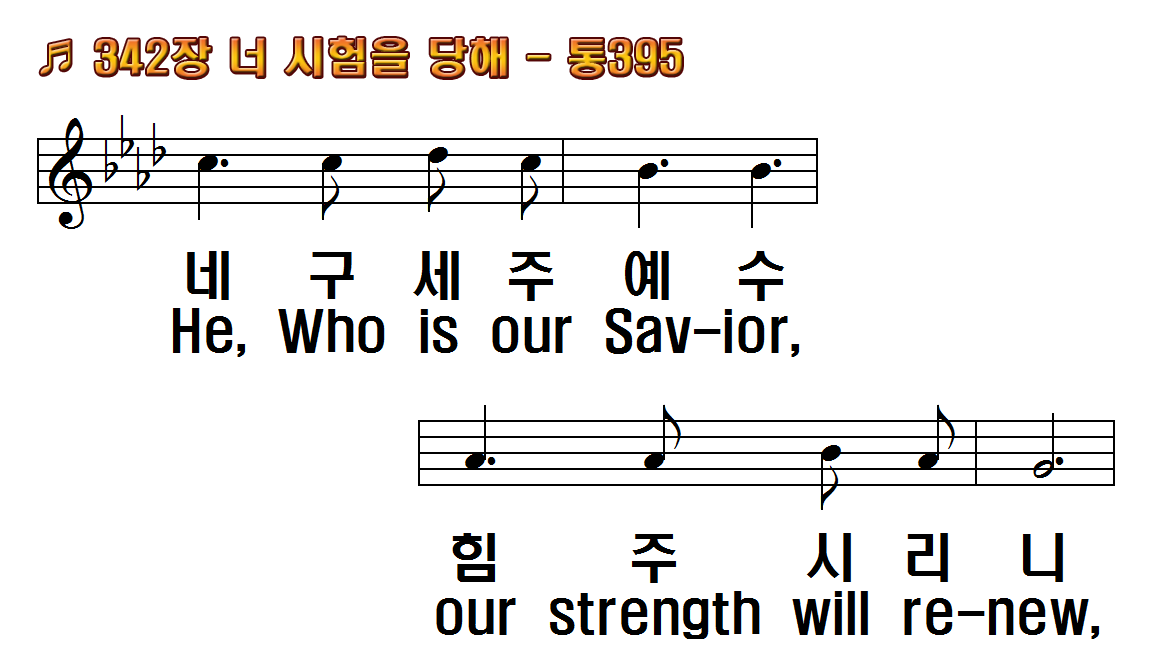 ♬ 342장 너 시험을 당해 - 통395
네 구 세 주 예 수
He, Who is our Sav-ior,
힘 주 시 리 니
our strength will re-new,